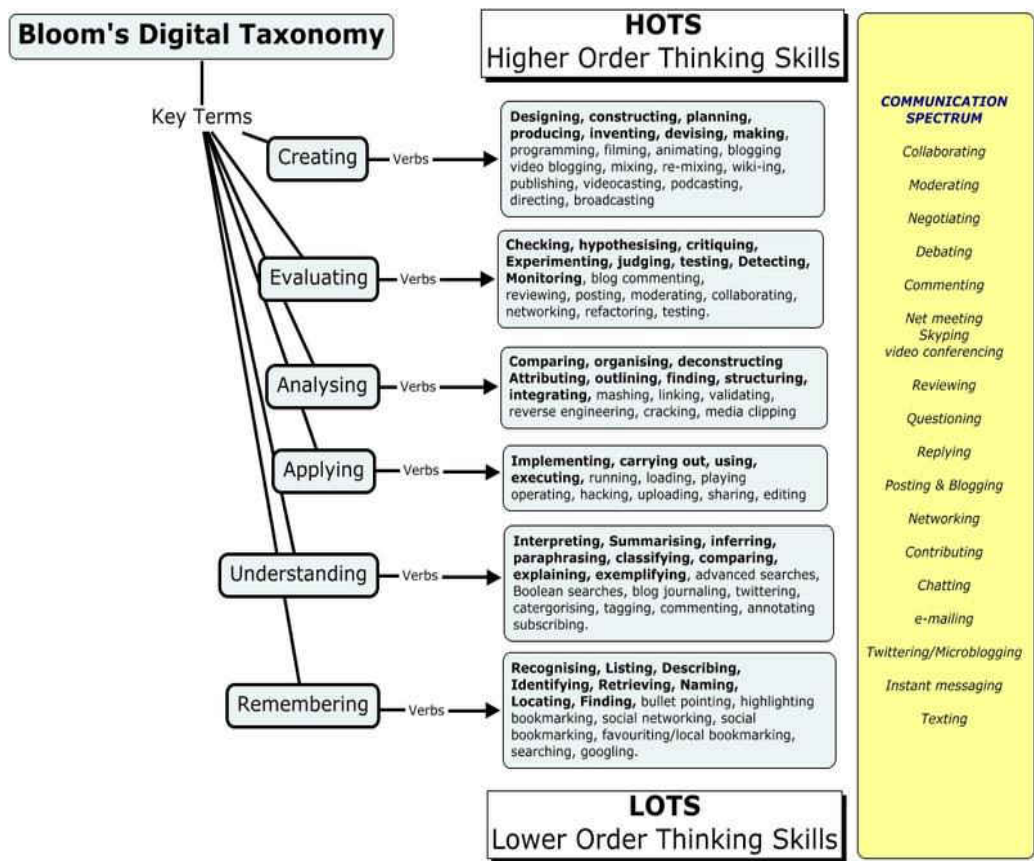 Bloom's Digital Taxonomy
HOTS
Higher Order Thinking Skills
Key Terms
Creating
Verbs
Designing, constructing, planning,
producing, inventing, devising, making,
programming, filming, animating, blogging
video blogging, mixing, re-mixing, wiki-ing,
publishing, videocasting, podcasting,
directing, broadcasting
Evaluating
Verbs
Checking, hypothesising, critiquing,
Experimenting, judging, testing, Detecting,
Monitoring, blog commenting,
reviewing, posting, moderating, collaborating,
networking, refactoring, testing.
Analysing
Verbs
Comparing, organising, deconstructing
Attributing, outlining, finding, structuring,
integrating, mashing, linking, validating,
reverse engineering, cracking, media clipping
Applying
Verbs
Implementing, carrying out, using,
executing, running, loading, playing
operating, hacking, uploading, sharing, editing
Understanding
Verbs
Interpreting, Summarising, inferring,
paraphrasing, classifying, comparing,
explaining, exemplifying, advanced searches,
Boolean searches, blog journaling, twittering,
catergorising, tagging, commenting, annotating
subscribing.
Remembering
Verbs
Recognising, Listing, Describing,
Identifying, Retrieving, Naming,
Locating, Finding, bullet pointing, highlighting
bookmarking, social networking, social
bookmarking, favouriting/local bookmarking,
searching, googling.
LOTS
Lower Order Thinking Skills
COMMUNICATION
SPECTRUM
Collaborating
Moderating
Negotiating
Debating
Commenting
Net meeting
Skyping
video conferencing
Reviewing
Questioning
Replying
Posting & Blogging
Networking
Contributing
Chatting
e-mailing
Twittering/Microblogging
Instant messaging
Texting